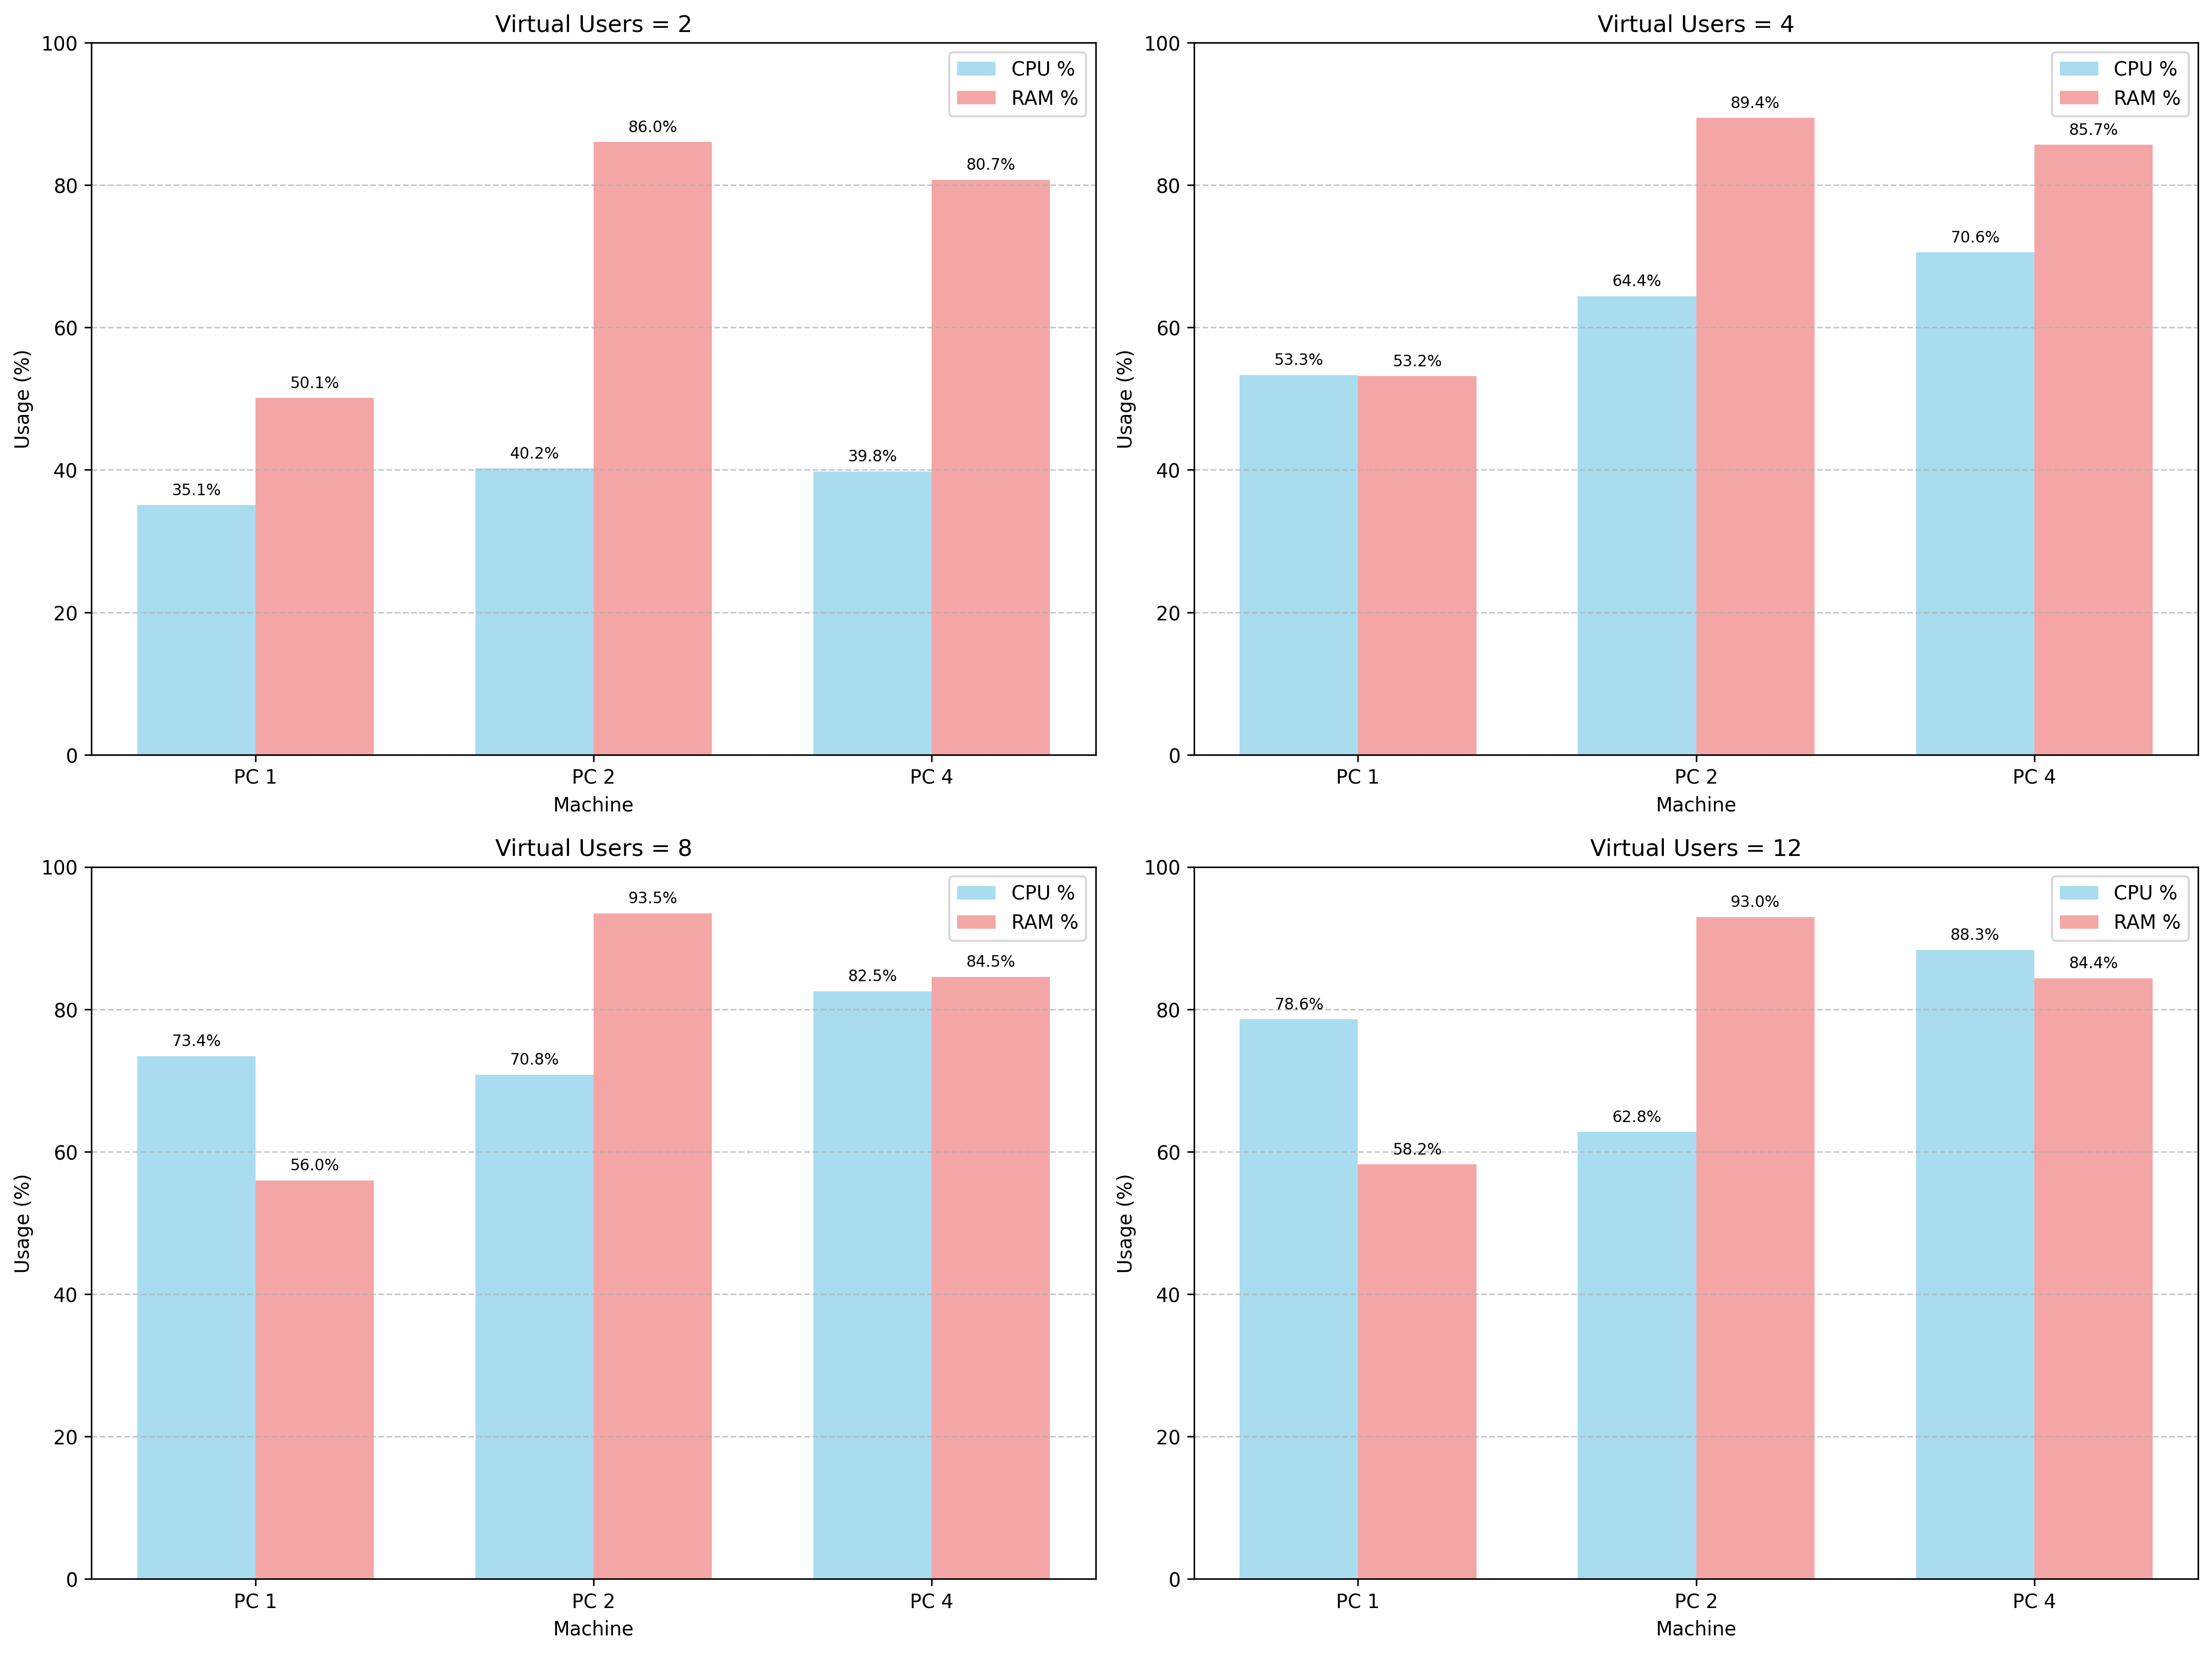 Virtual Users = 2
100
80
60
40
20
0
Usage (%)
CPU %
RAM %
35.1%
50.1%
40.2%
86.0%
39.8%
80.7%
PC 1
PC 2
PC 4
Machine
Virtual Users = 4
100
80
60
40
20
0
Usage (%)
CPU %
RAM %
53.3%
53.2%
64.4%
89.4%
70.6%
85.7%
PC 1
PC 2
PC 4
Machine
Virtual Users = 8
100
80
60
40
20
0
Usage (%)
CPU %
RAM %
73.4%
56.0%
70.8%
93.5%
82.5%
84.5%
PC 1
PC 2
PC 4
Machine
Virtual Users = 12
100
80
60
40
20
0
Usage (%)
CPU %
RAM %
78.6%
58.2%
62.8%
93.0%
88.3%
84.4%
PC 1
PC 2
PC 4
Machine